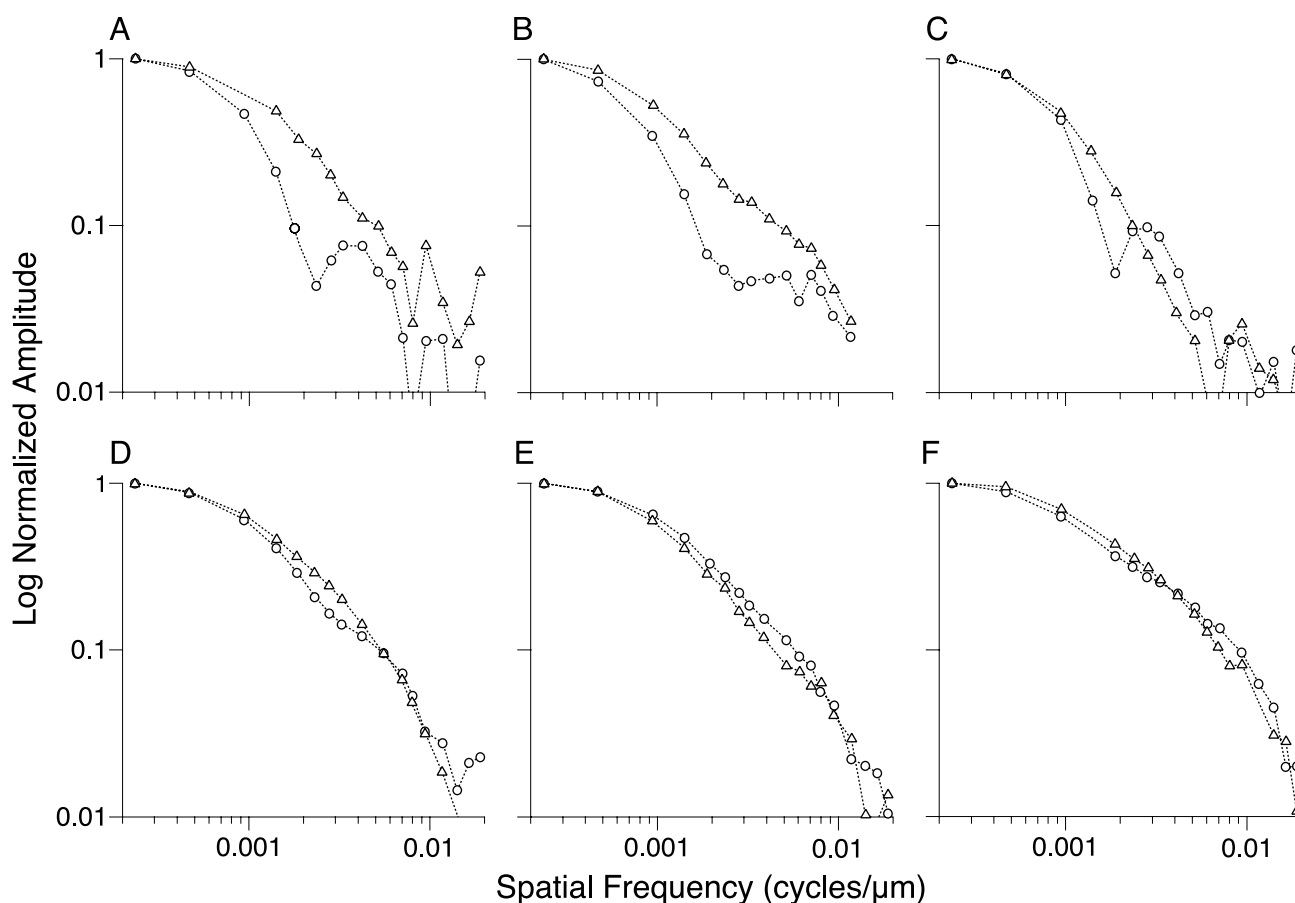 A B C
1
0.1
0.01
D E F
1
0.1
0.01
0.001 0.01 0.001 0.01 0.001 0.01
Log Normalized Amplitude
Spatial Frequency (cycles/μm)